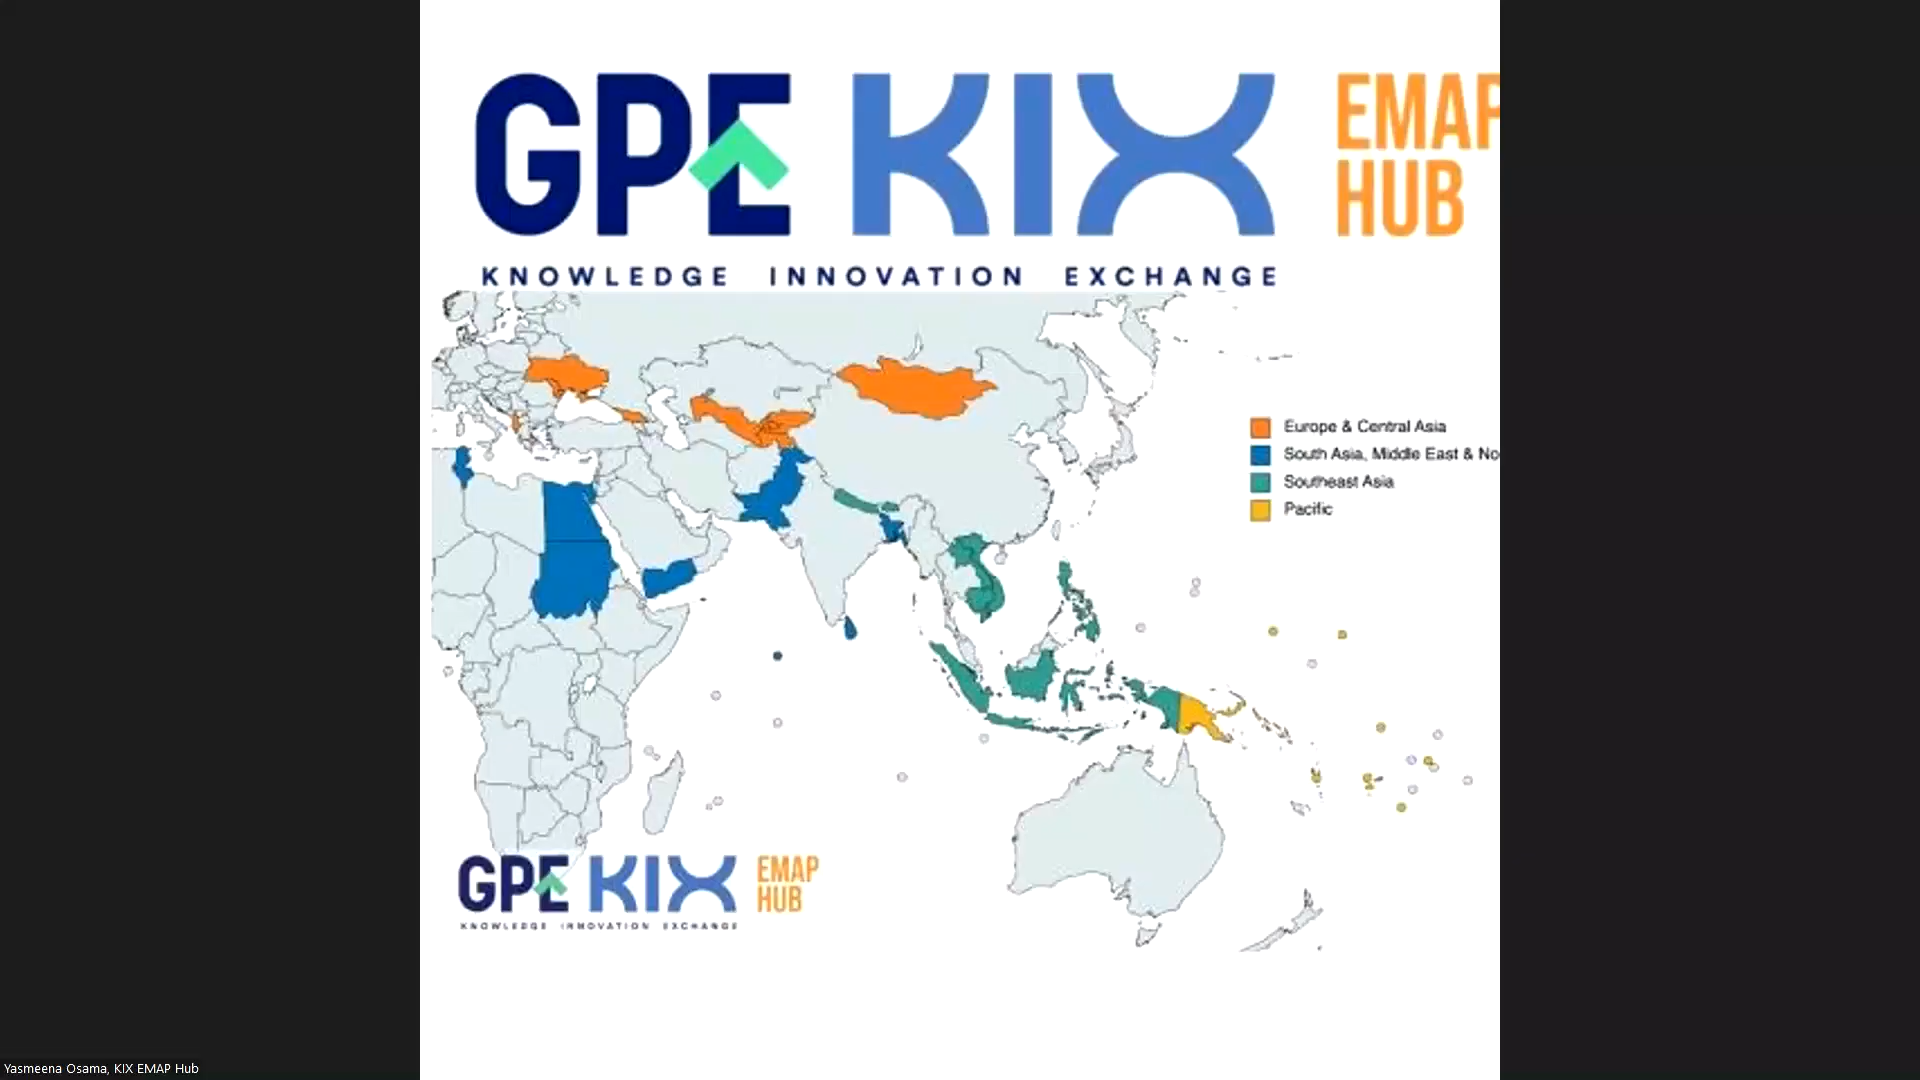 GPE KIX EMAP
HUB
KNOWLEDGE INNOVATION EXCHANGE
Europe & Central Asia
South Asia, Middle East & No
Southeast Asia
Pacific
GPE KIX EMAP
HUB
KNOWLEDGE INNOVATION EXCHANGE
Yasmeena Osama, KIX EMAP Hub